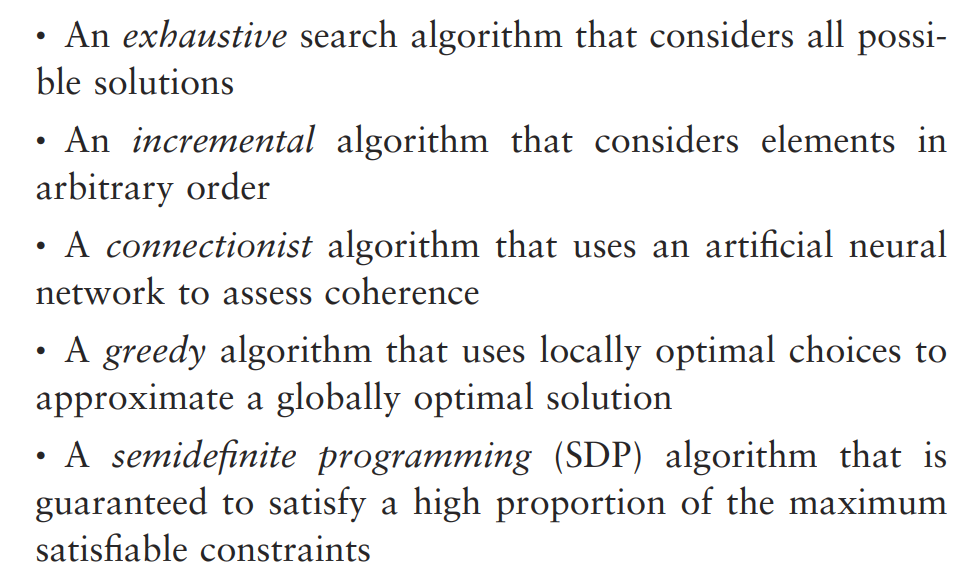 • An exhaustive search algorithm that considers all possi-
ble solutions
• An incremental algorithm that considers elements in
arbitrary order
• A connectionist algorithm that uses an artificial neural
network to assess coherence
• A greedy algorithm that uses locally optimal choices to
approximate a globally optimal solution
• A semidefinite programming (SDP) algorithm that is
guaranteed to satisfy a high proportion of the maximum
satisfiable constraints